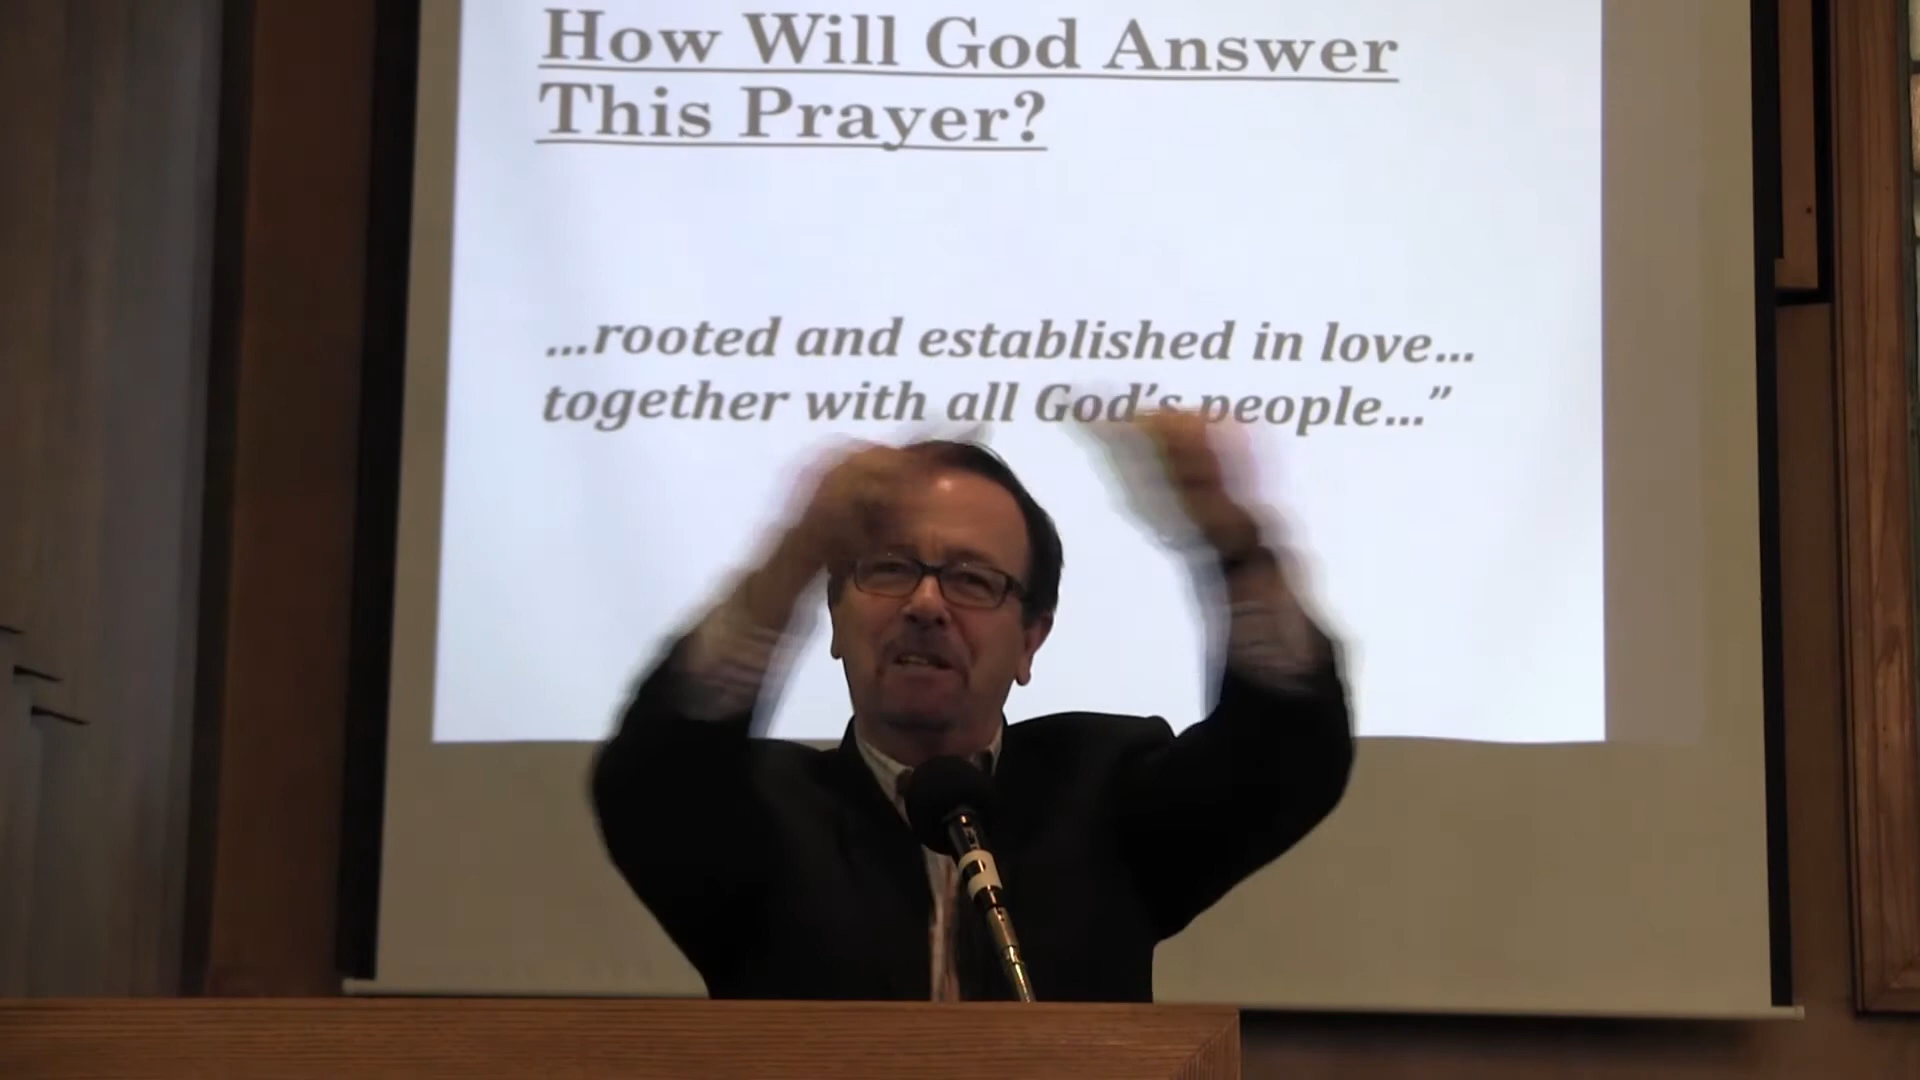 How Will God Answer
This Prayer?
...rooted and established in love...
together with all God's people..."